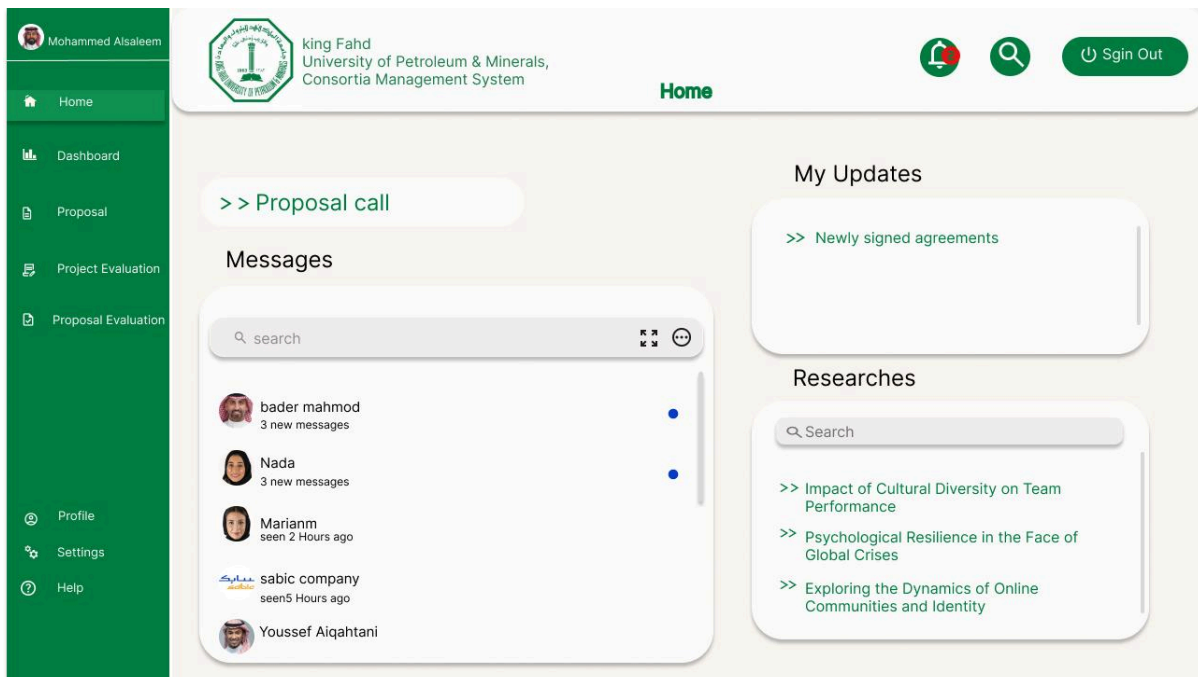 Mohammed Alsaleem
Home
Dashboard
Proposal
Project Evaluation
Proposal Evaluation
Profile
Settings
Help
king Fahd
University of Petroleum & Minerals,
Consortia Management System
Home
Sgin Out
>> Proposal call
Messages
search
bader mahmod
3 new messages
Nada
3 new messages
Marianm
seen 2 Hours ago
سابك
sabic
sabic company
seen5 Hours ago
Youssef Aiqahtani
My Updates
>> Newly signed agreements
Researches
Search
>> Impact of Cultural Diversity on Team
Performance
>> Psychological Resilience in the Face of
Global Crises
>> Exploring the Dynamics of Online
Communities and Identity